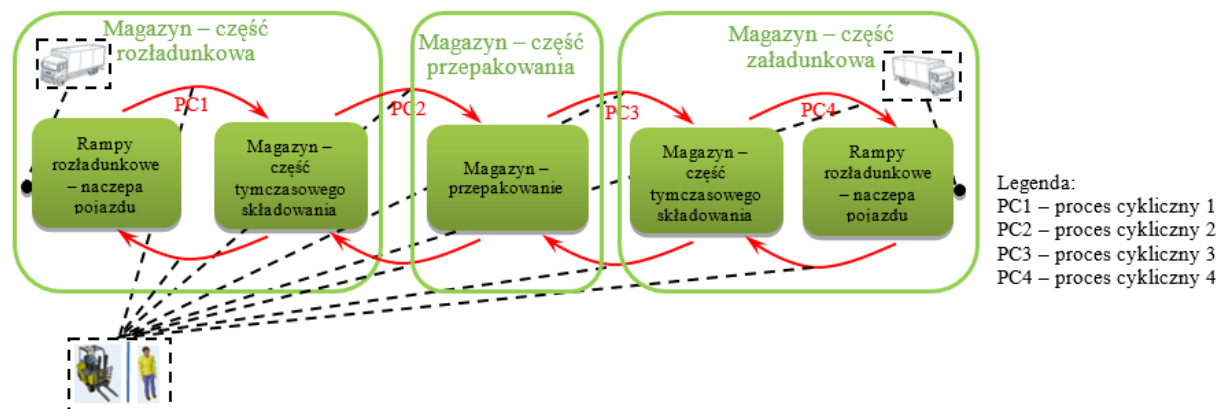 Magazyn – część
rozładunkowa
Magazyn – część
przepakowania
Magazyn – część
załadunkowa
PC1
PC2
PC3
PC4
Rampy
rozładunkowe
– naczepa
pojazdu
Magazyn –
część
tymczasowego
składowania
Magazyn –
przepakowanie
Magazyn –
część
tymczasowego
składowania
Rampy
rozładunkowe
– naczepa
pojazdu
Legenda:
PC1 – proces cykliczny 1
PC2 – proces cykliczny 2
PC3 – proces cykliczny 3
PC4 – proces cykliczny 4